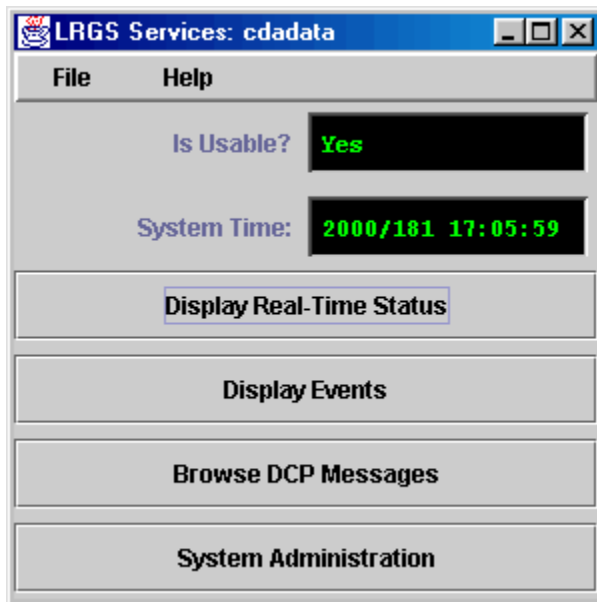 LRGS Services: cdadata
File Help
Is Usable? Yes
System Time: 2000/181 17:05:59
Display Real-Time Status
Display Events
Browse DCP Messages
System Administration